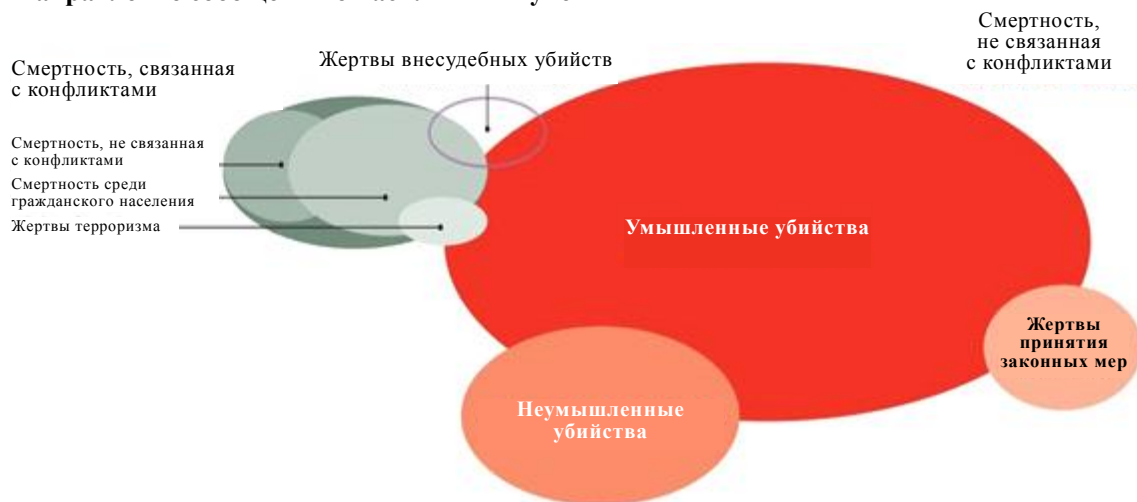 Смертность,
не связанная
с конфликтами
Жертвы внесудебных убийств
Смертность, связанная
с конфликтами
Смертность, не связанная
с конфликтами
Смертность среди
гражданского населения
Жертвы терроризма
Умышленные убийства
Жертвы
принятия
законных мер
Неумышленные
убийства